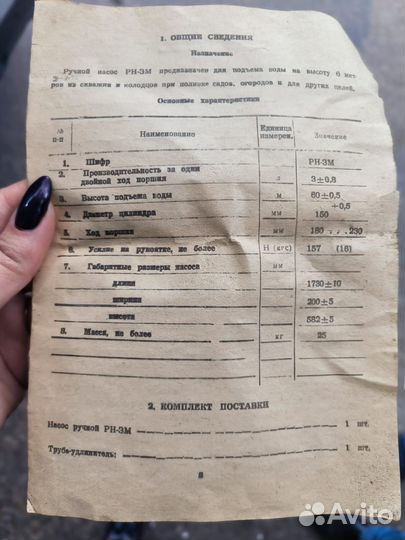 1. ОБЩИЕ СВЕДЕНИЯ
Назначение
Ручной насос РН-3М предназначен для подъема воды на высоту 6 мет-
ров из скважин и колодцев при поливке садов, огородов и для других целей.
Основные характеристики
№ п-п Наименование Единица измерен. Значение
1. Шифр РН-3М
2. Производительность за один
двойной ход поршня л 3±0,8
3. Высота подъема воды м 60±0,5
4. Диаметр цилиндра мм 150 +0,5
5. Ход поршня мм 180 . . . 230
6. Усилие на рукоятке, не более Н (кгс) 157 (16)
7. Габаритные размеры насоса мм
длина 1730±10
ширина 200±5
высота 582±5
8. Масса, не более кг 25
2. КОМПЛЕКТ ПОСТАВКИ
Насос ручной РН-3М 1 шт.
Труба-удлинитель: 1 шт.
Avito